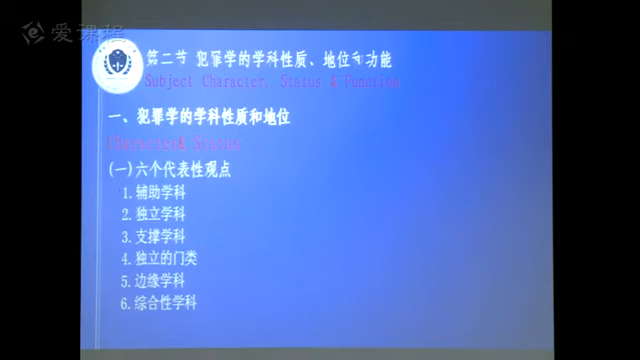 爱课程
第二节 犯罪学的学科性质、地位和功能
Subject Character, Status & Function
一、犯罪学的学科性质和地位
Status
(一)六个代表性观点
1.辅助学科
2.独立学科
3.支撑学科
4.独立的门类
5.边缘学科
6.综合性学科